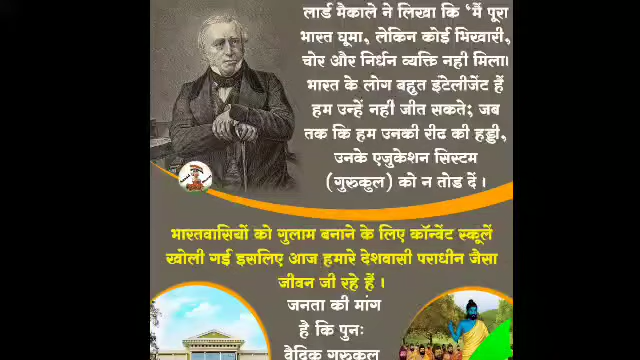 लार्ड मैकाले ने लिखा कि 'मैं पूरा
भारत घूमा, लेकिन कोई भिखारी,
चोर और निर्धन व्यक्ति नही मिला।
भारत के लोग बहुत इंटेलीजेंट हैं
हम उन्हें नही जीत सकते; जब
तक कि हम उनकी रीढ की हड्डी,
उनके एजुकेशन सिस्टम
(गुरुकुल) को न तोड दें।
भारतवासियों को गुलाम बनाने के लिए कॉन्वेंट स्कूलें
खोली गई इसलिए आज हमारे देशवासी पराधीन जैसा
जीवन जी रहे हैं।
जनता की मांग
है कि पुनः
वैदिक गुरुकुल